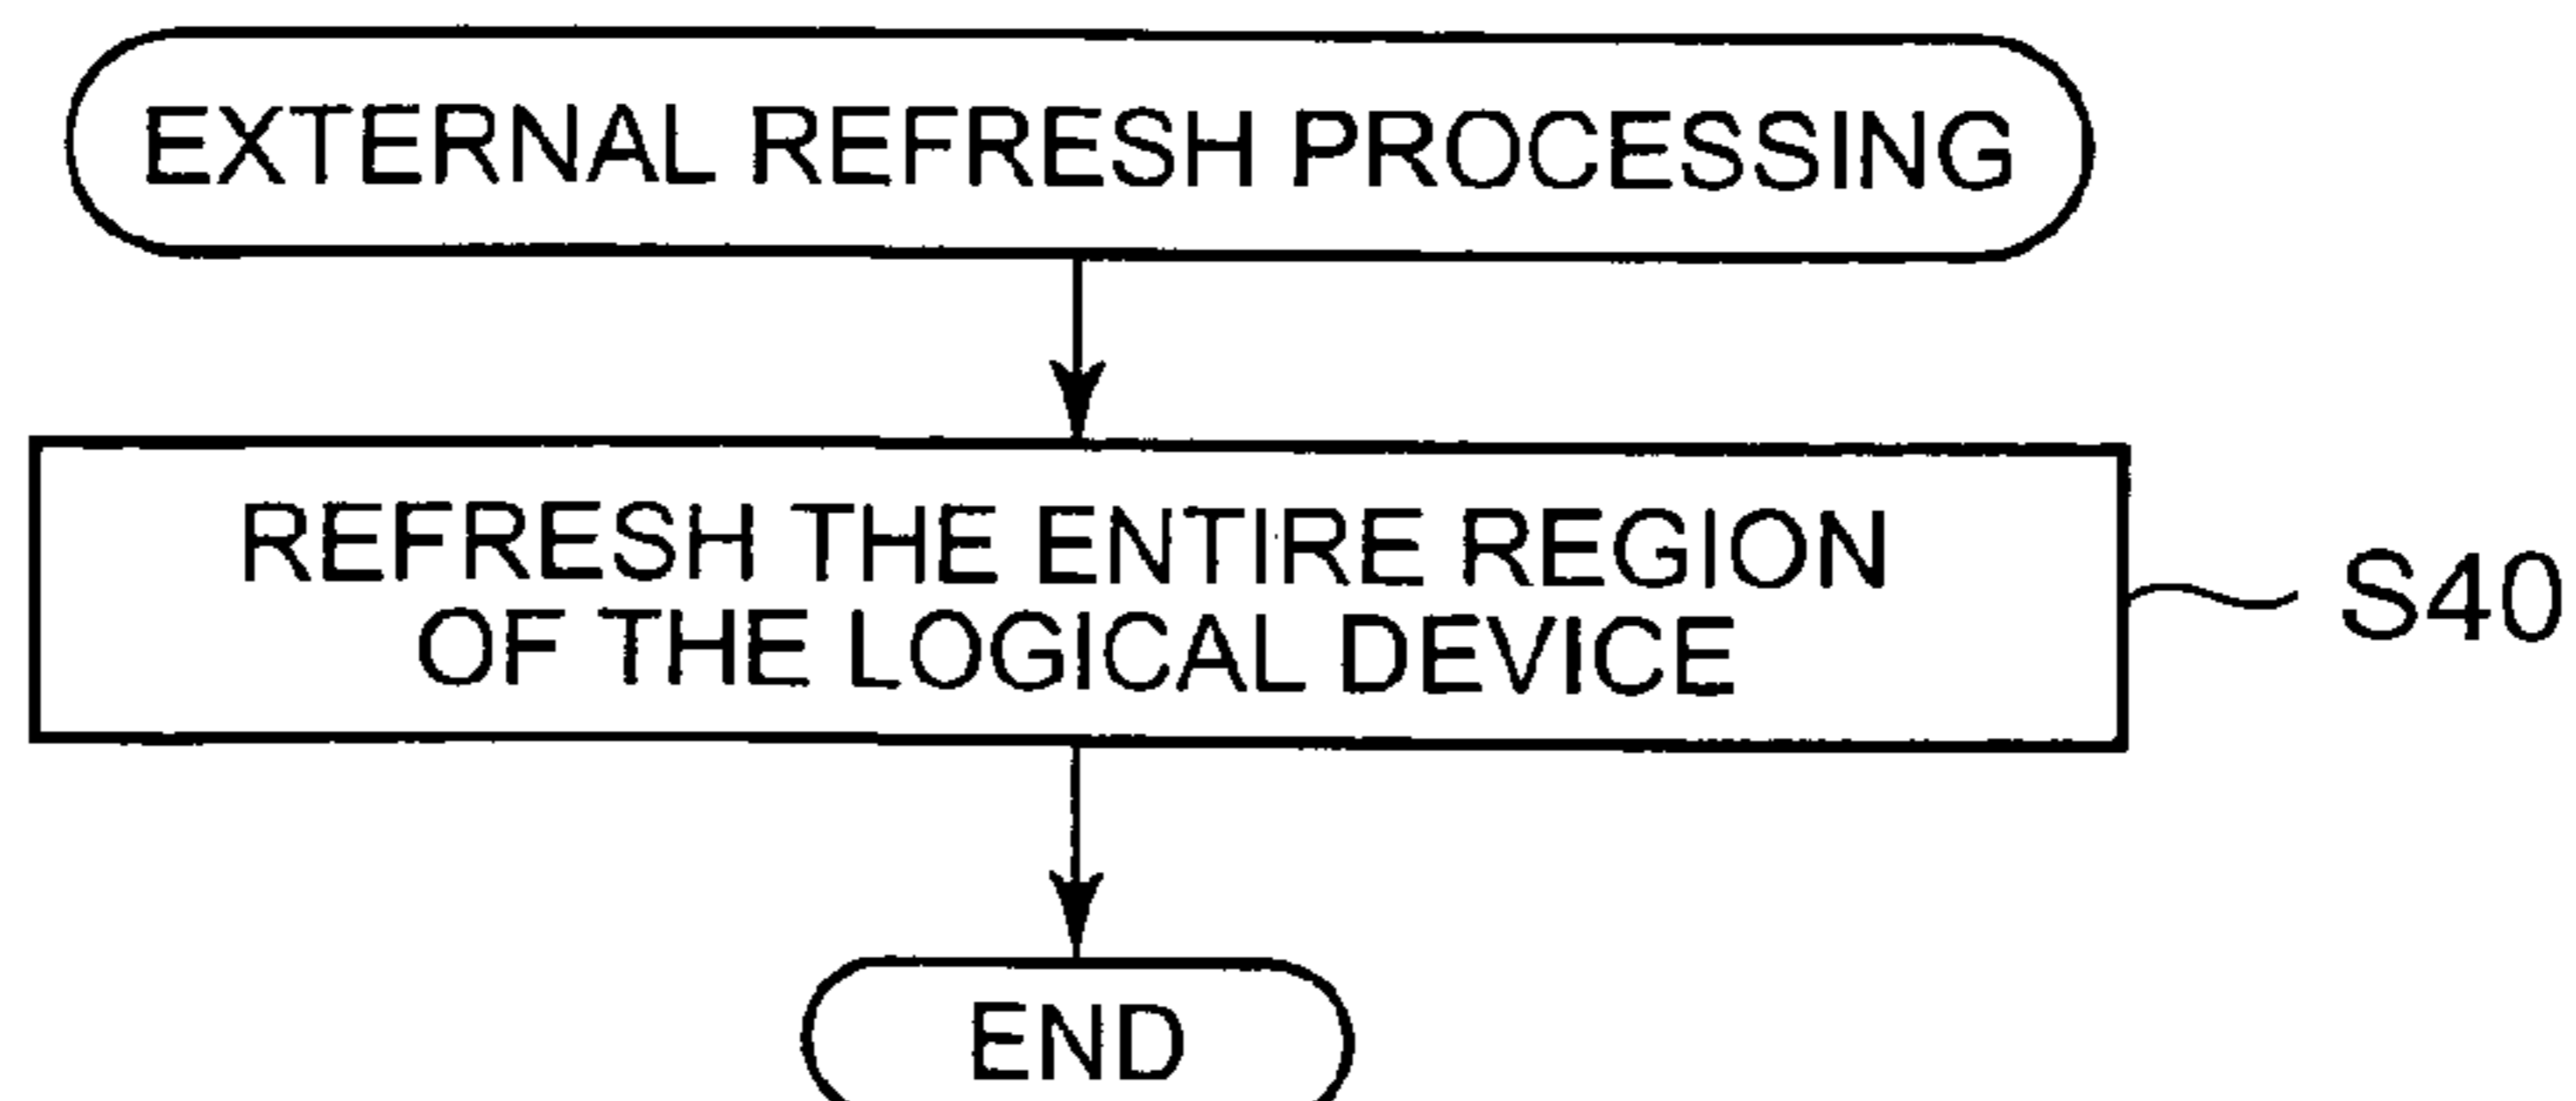 EXTERNAL REFRESH PROCESSING
REFRESH THE ENTIRE REGION
OF THE LOGICAL DEVICE
S40
END